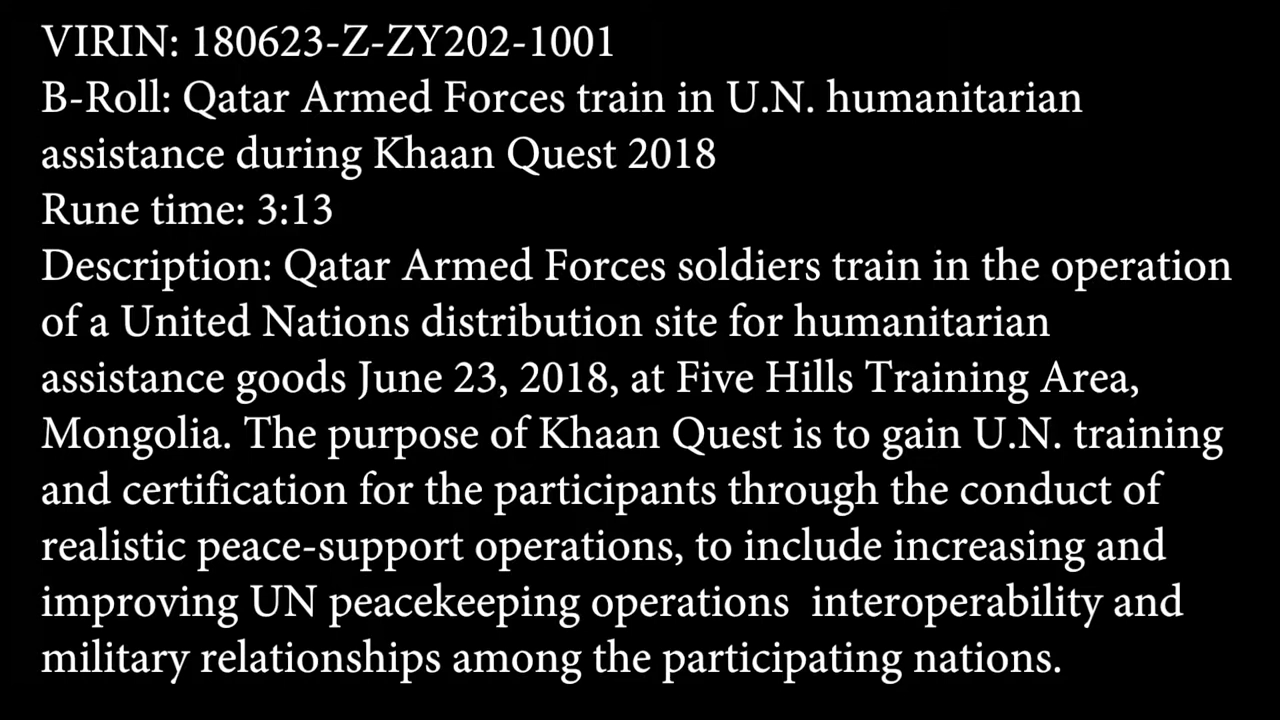 VIRIN: 180623-Z-ZY202-1001
B-Roll: Qatar Armed Forces train in U.N. humanitarian
assistance during Khaan Quest 2018
Rune time: 3:13
Description: Qatar Armed Forces soldiers train in the operation
of a United Nations distribution site for humanitarian
assistance goods June 23, 2018, at Five Hills Training Area,
Mongolia. The purpose of Khaan Quest is to gain U.N. training
and certification for the participants through the conduct of
realistic peace-support operations, to include increasing and
improving UN peacekeeping operations  interoperability and
military relationships among the participating nations.